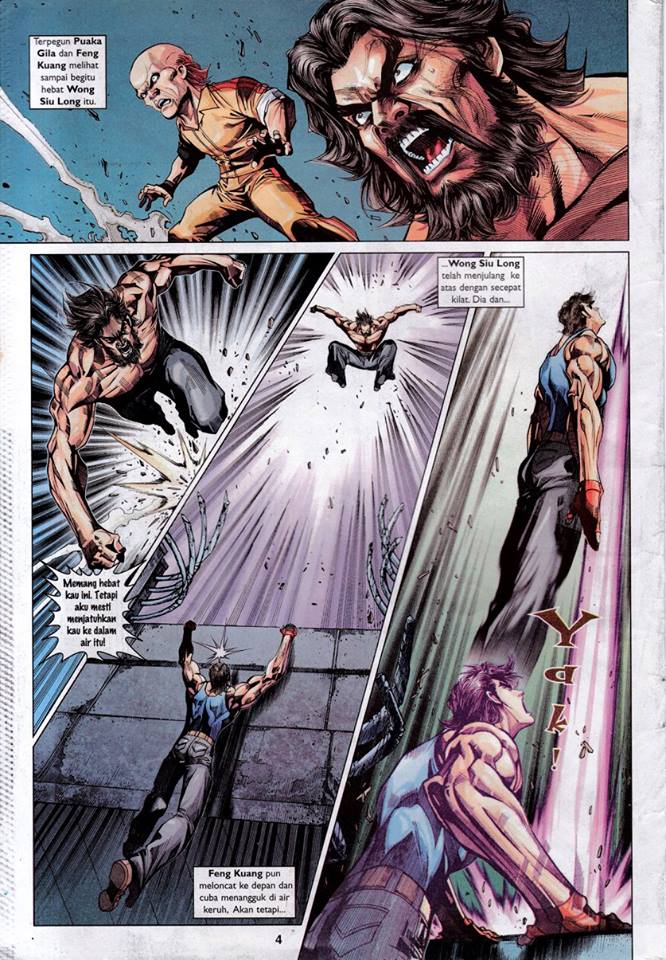 Terpegun Puaka
Gila dan Feng
Kuang melihat
sampai begitu
hebat Wong
Siu Long itu.
...Wong Siu Long
telah menjulang ke
atas dengan secepat
kilat. Dia dan...
Memang hebat
kau ini. Tetapi
aku mesti
menjatuhkan
kau ke dalam
air itu!
Yak!
Feng Kuang pun
meloncat ke depan dan
cuba menangguk di air
keruh, Akan tetapi...
4